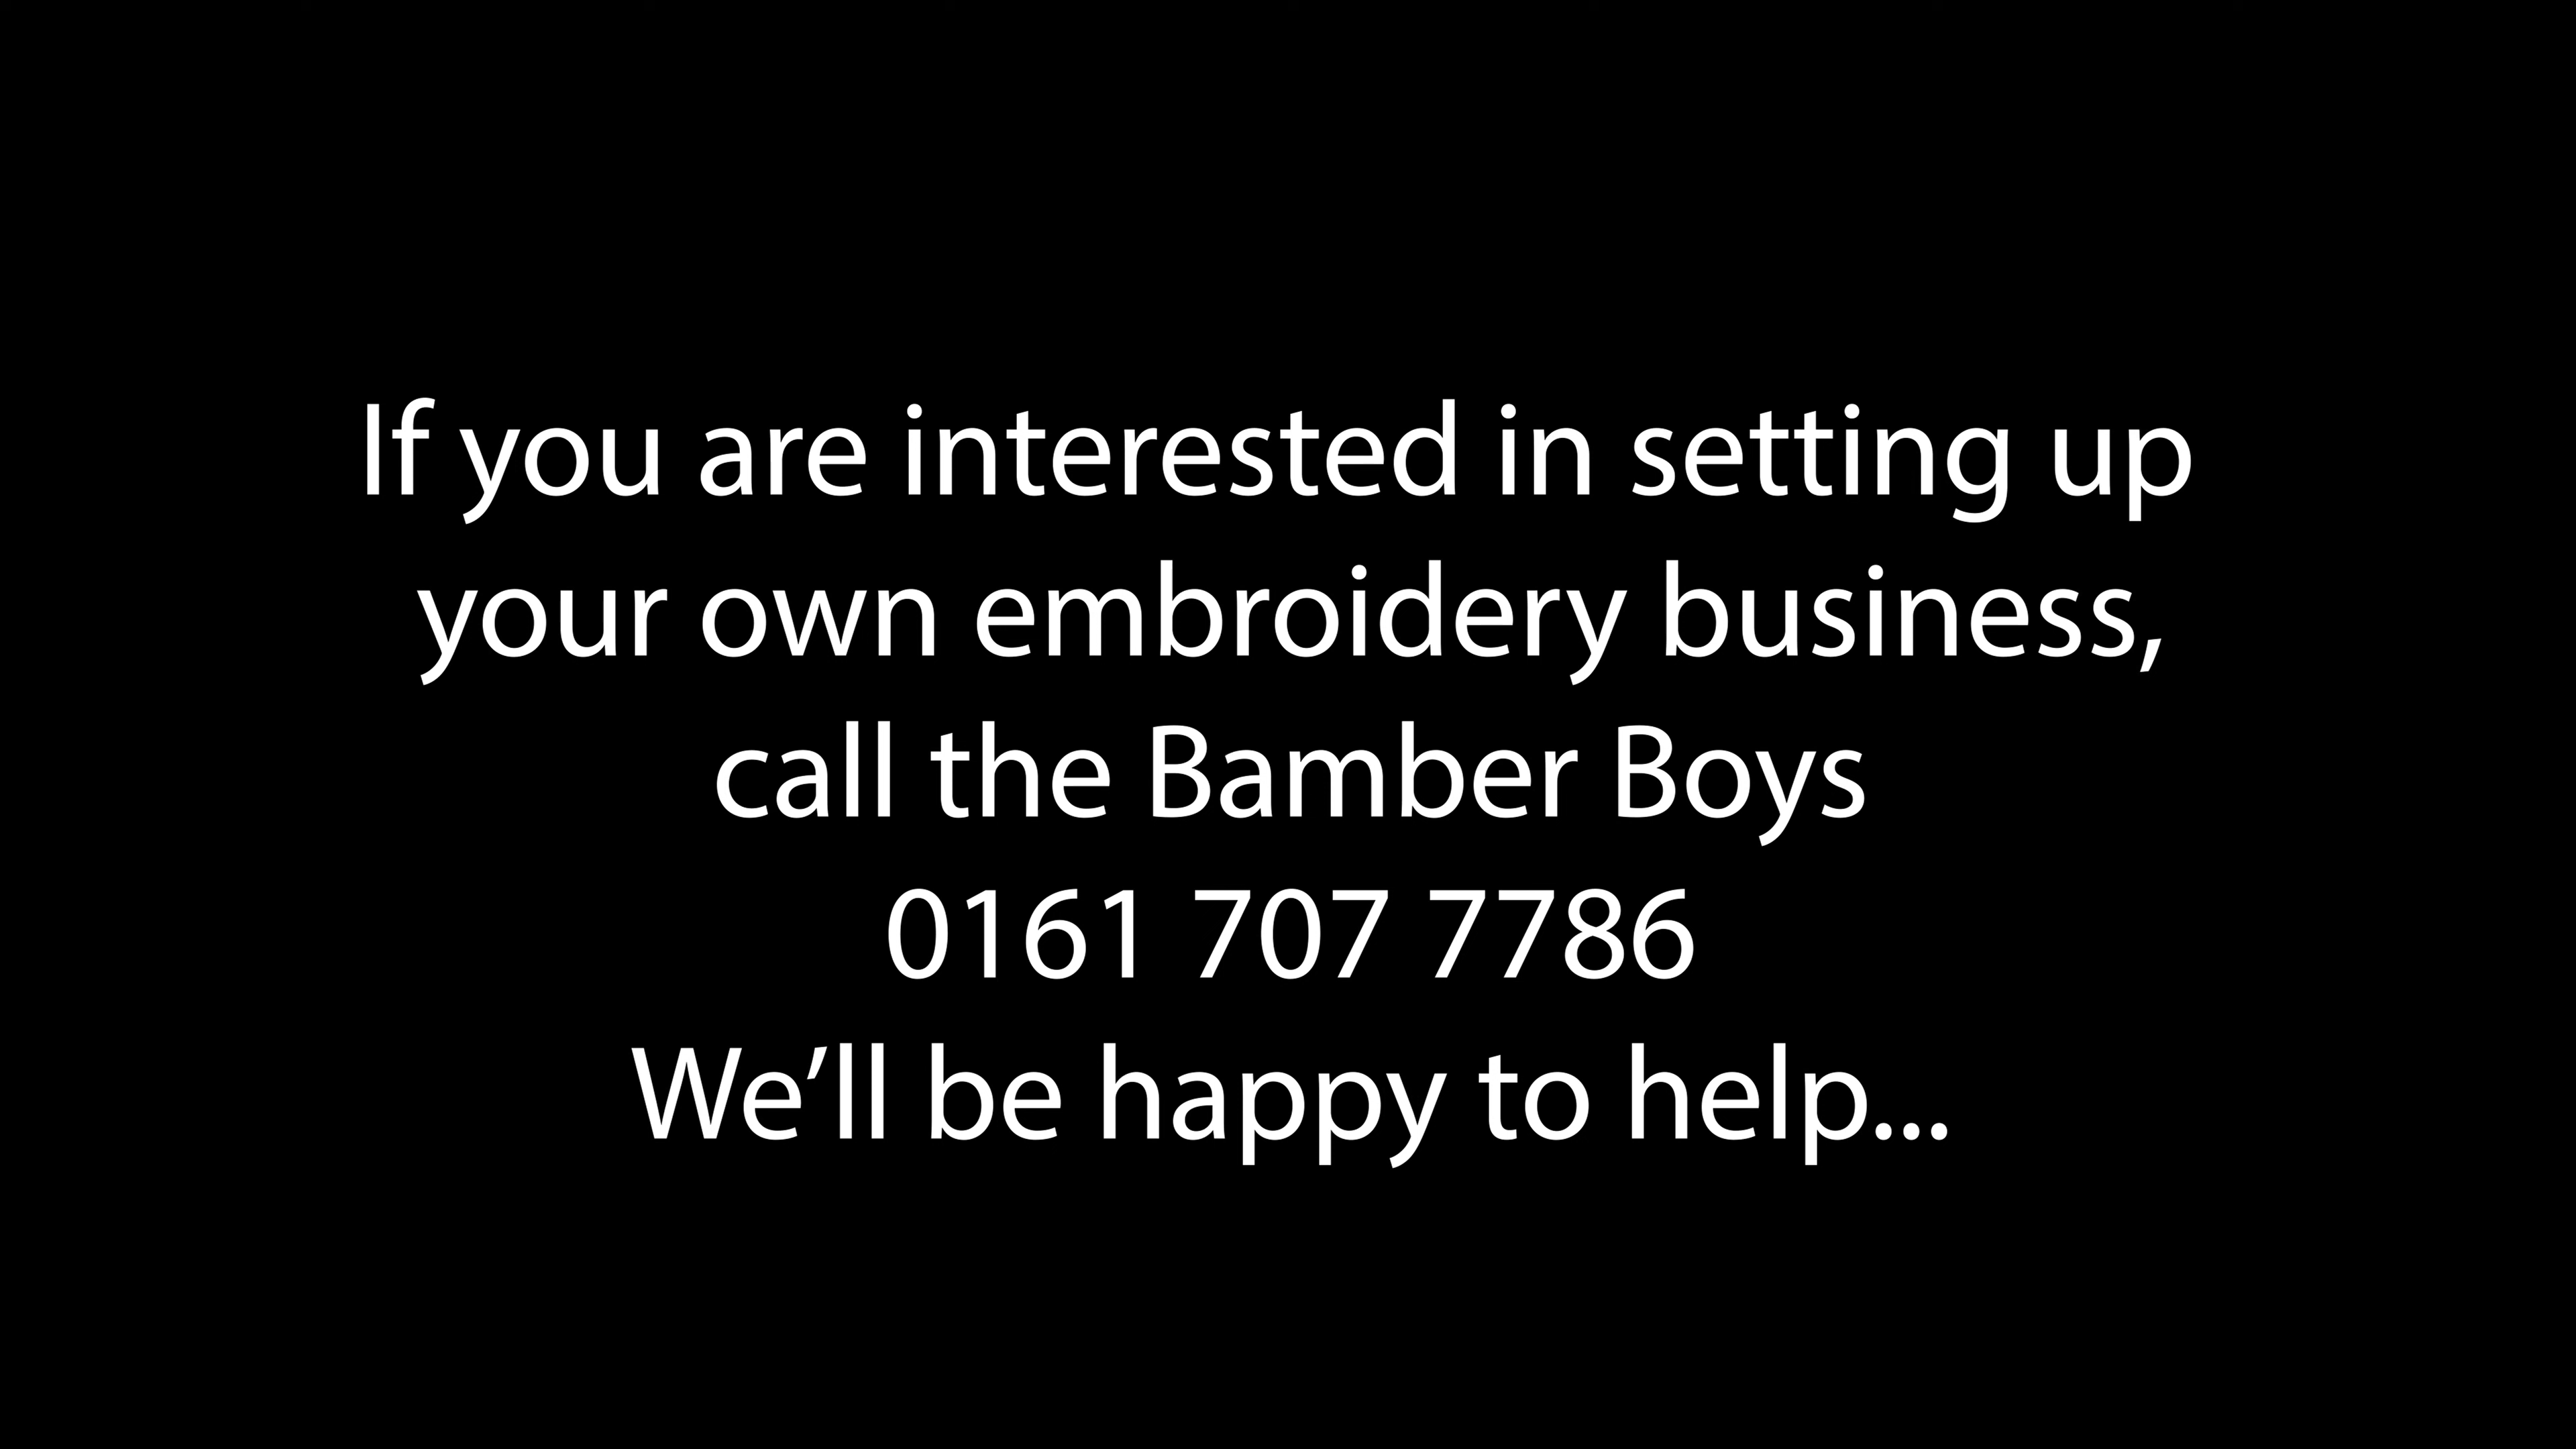 If you are interested in setting up
your own embroidery business,
call the Bamber Boys
0161 707 7786
We’ll be happy to help...